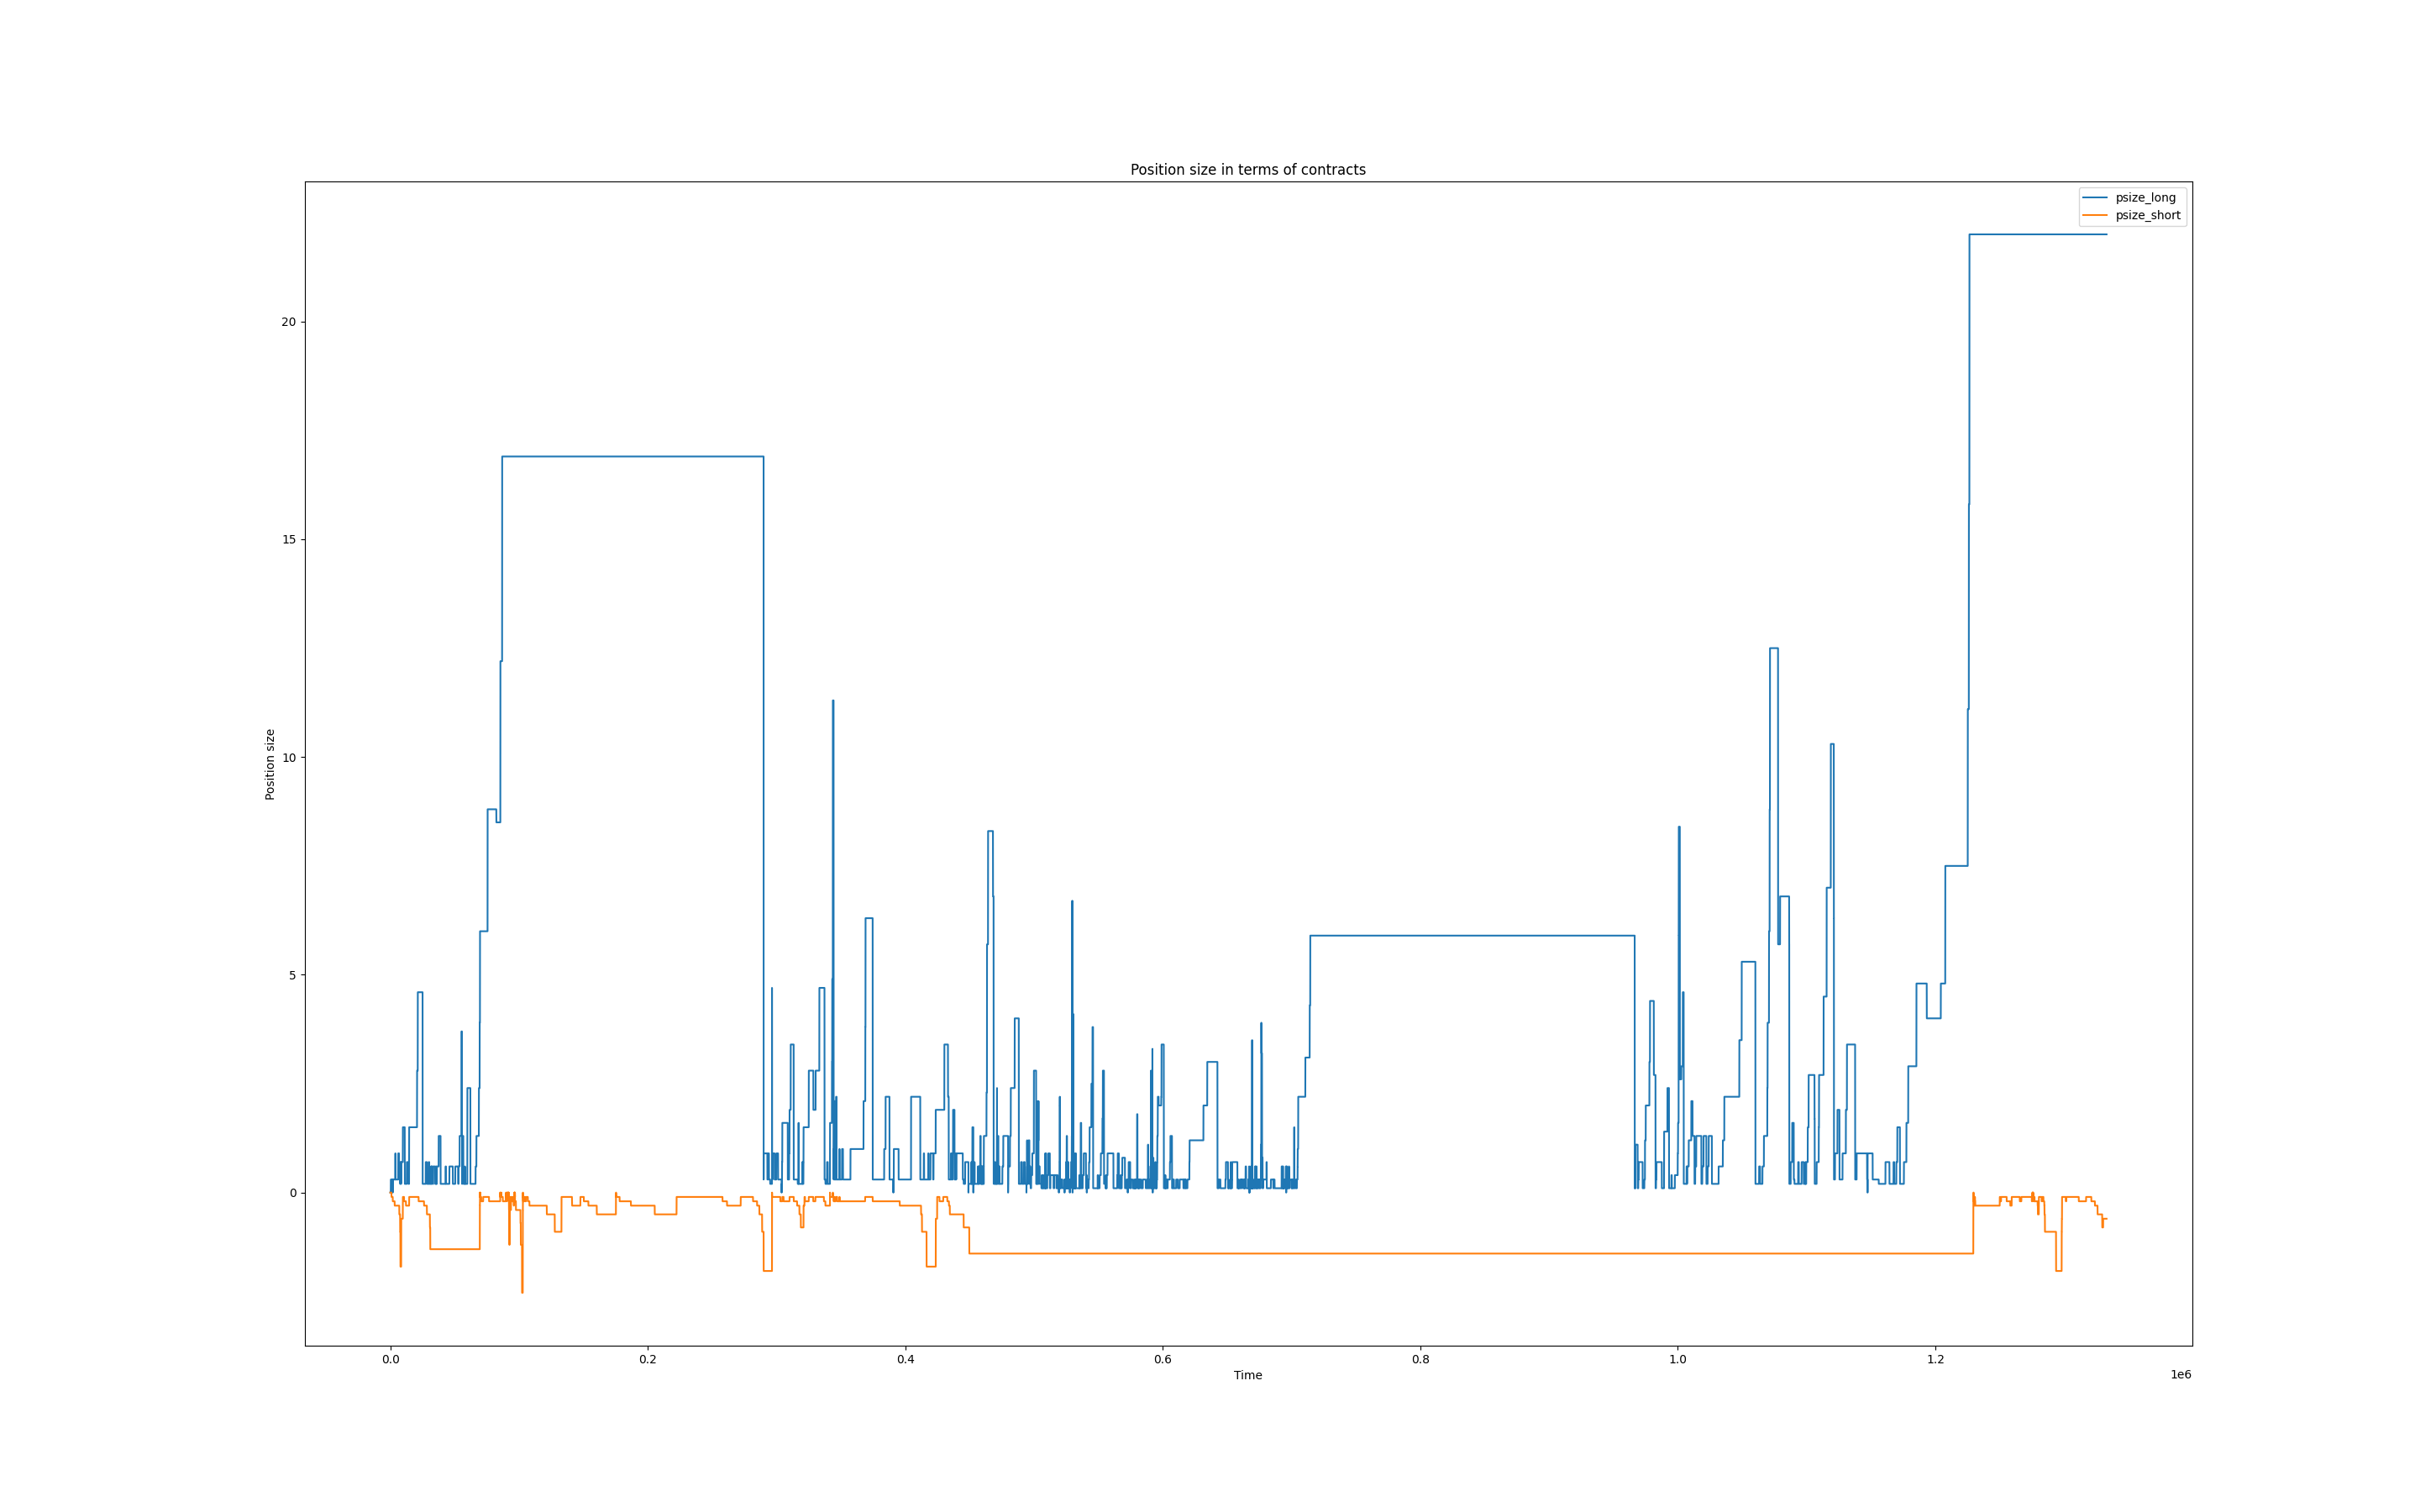 Position size in terms of contracts
psize_long
psize_short
20
15
10
5
0
Position size
0.0 0.2 0.4 0.6 0.8 1.0 1.2
Time
1e6